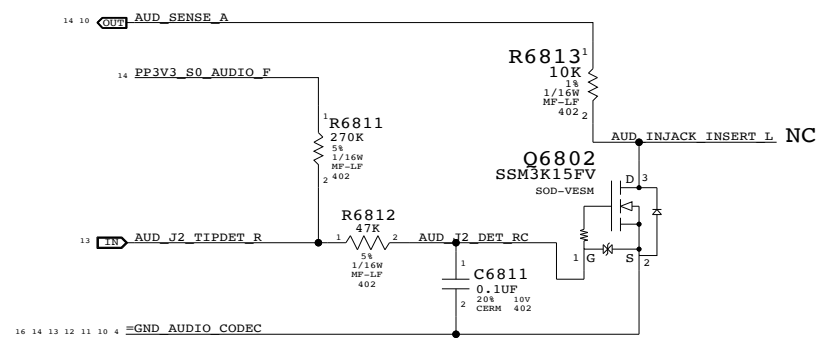 14 10 OUT AUD_SENSE_A
14 PP3V3_S0_AUDIO_F
R6813
1
10K
1%
1/16W
MF-LF
402
2
1
R6811
270K
5%
1/16W
MF-LF
402
2
AUD_INJACK_INSERT_L NC
Q6802
SSM3K15FV
SOD-VESM
D 3
1 G S 2
13 IN AUD_J2_TIPDET_R
R6812
47K
1 2
5%
1/16W
MF-LF
402
AUD_J2_DET_RC
1
C6811
0.1UF
20% 10V
CERM 402
2
16 14 13 12 11 10 4 =GND_AUDIO_CODEC